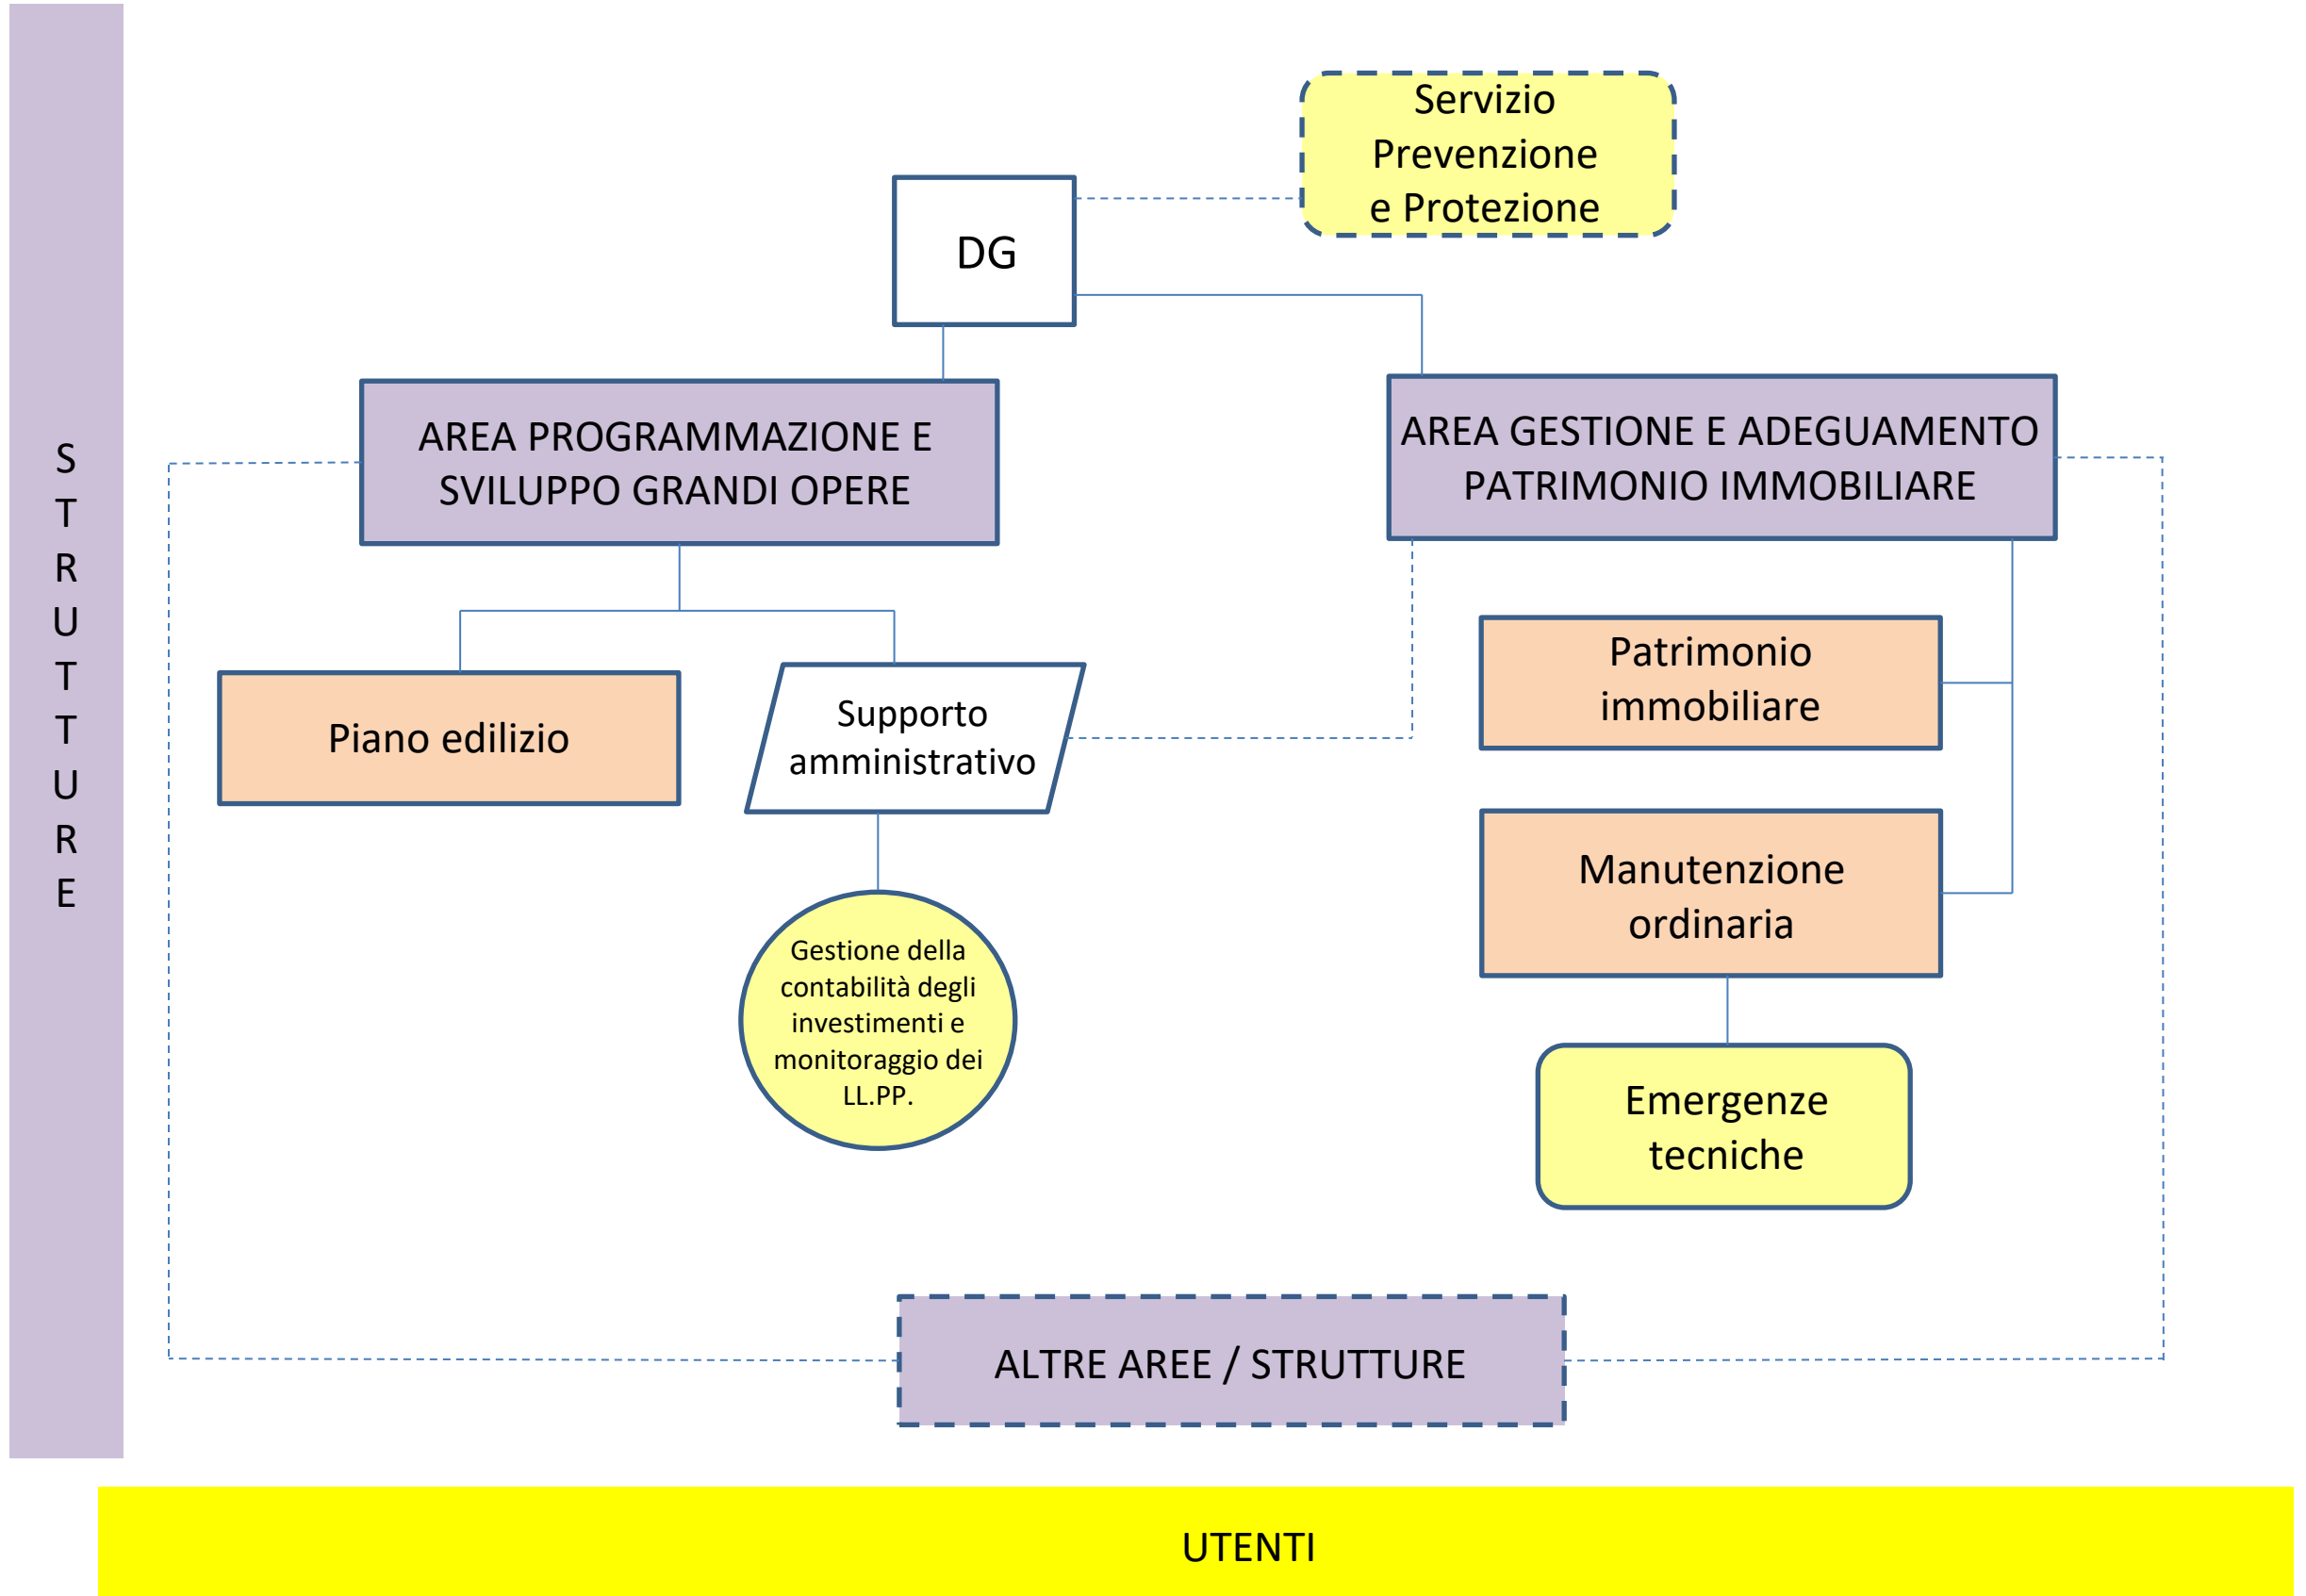 S
T
R
U
T
T
U
R
E
Servizio
Prevenzione
e Protezione
DG
AREA PROGRAMMAZIONE E
SVILUPPO GRANDI OPERE
AREA GESTIONE E ADEGUAMENTO
PATRIMONIO IMMOBILIARE
Piano edilizio
Supporto
amministrativo
Patrimonio
immobiliare
Manutenzione
ordinaria
Gestione della
contabilità degli
investimenti e
monitoraggio dei
LL.PP.
Emergenze
tecniche
ALTRE AREE / STRUTTURE
UTENTI